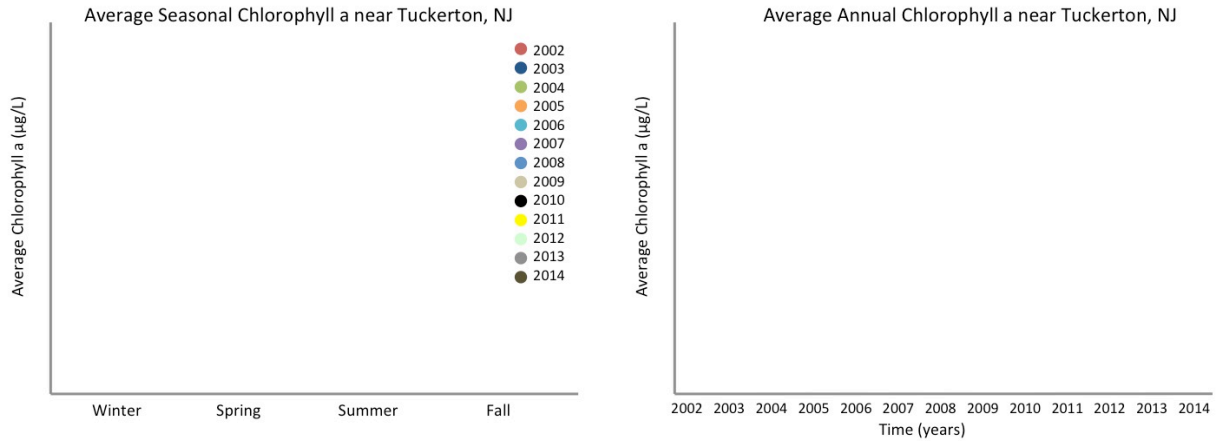 Average Seasonal Chlorophyll a near Tuckerton, NJ
Average Chlorophyll a (µg/L)
2002
2003
2004
2005
2006
2007
2008
2009
2010
2011
2012
2013
2014
Winter Spring Summer Fall
Average Annual Chlorophyll a near Tuckerton, NJ
Average Chlorophyll a (µg/L)
2002 2003 2004 2005 2006 2007 2008 2009 2010 2011 2012 2013 2014
Time (years)